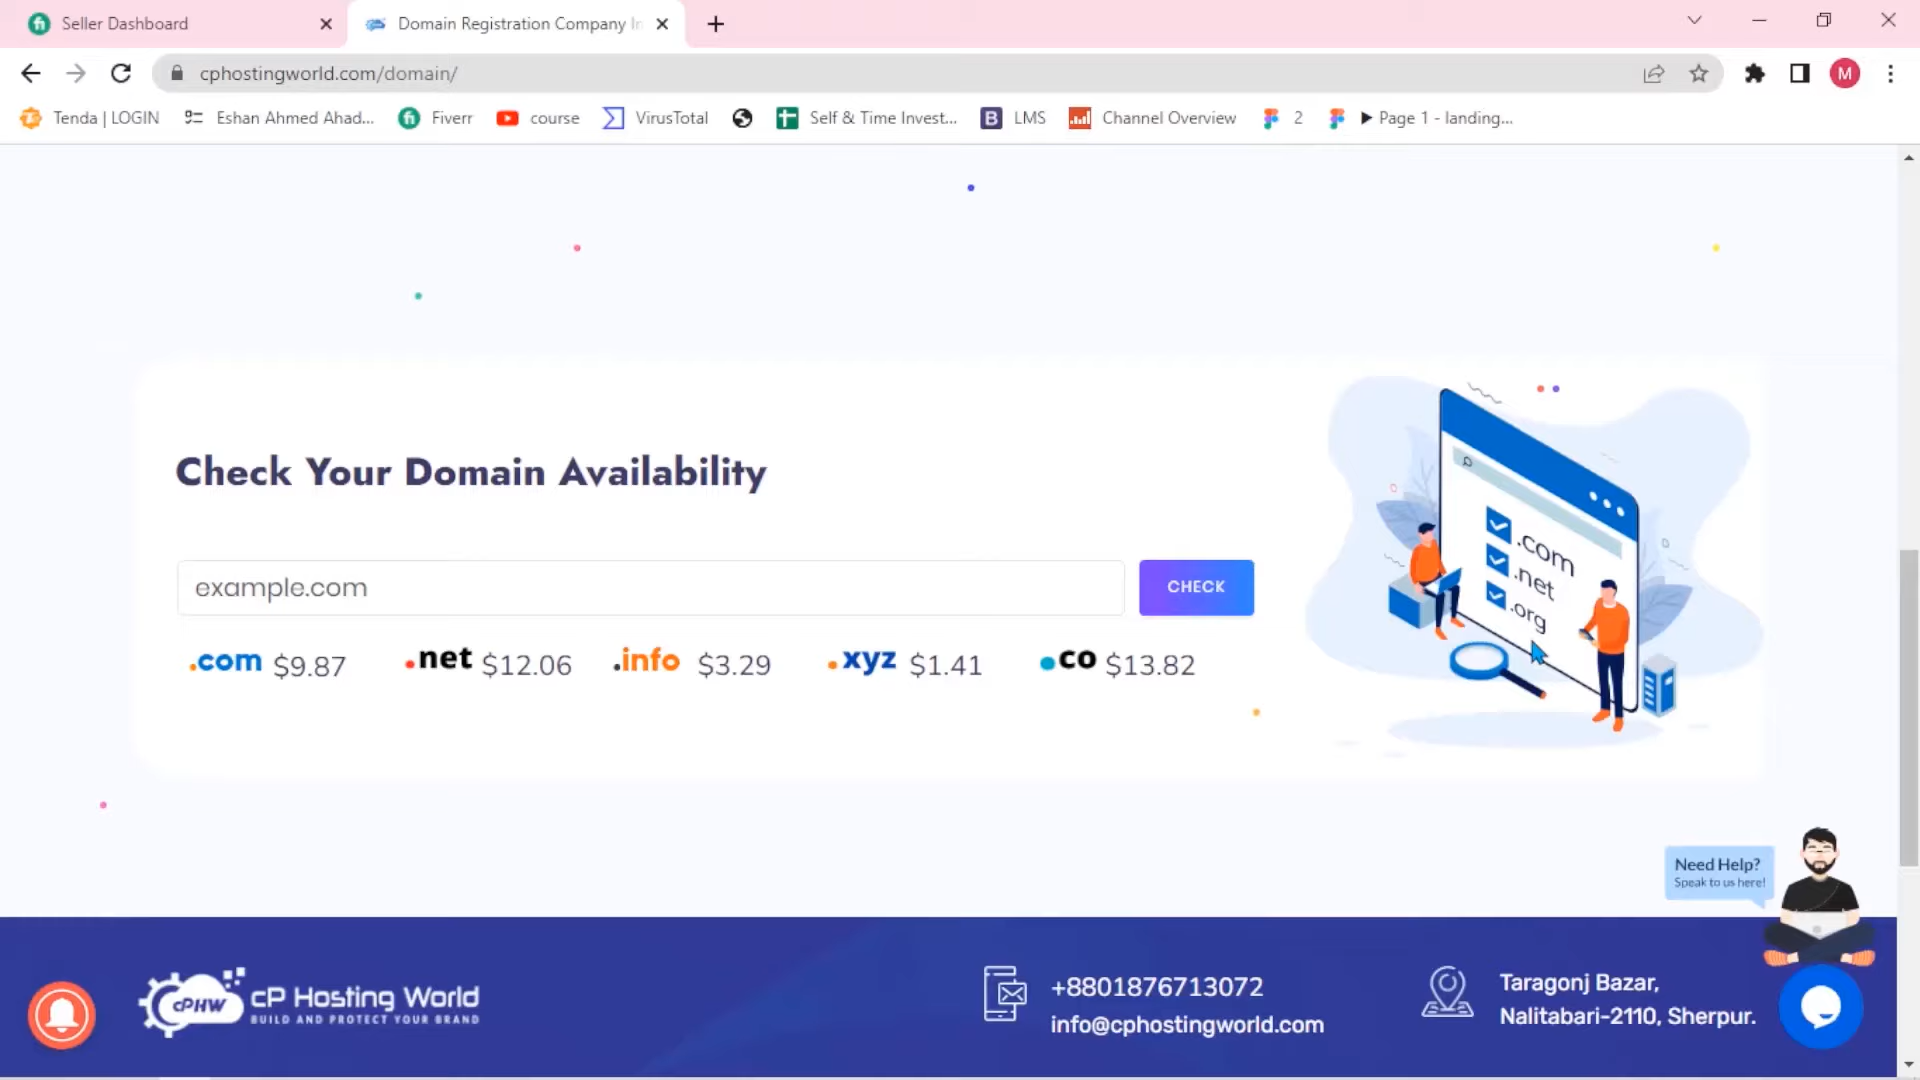 Seller Dashboard
Domain Registration Company In
cphostingworld.com/domain/
M
Tenda | LOGIN
Eshan Ahmed Ahad...
Fiverr
course
VirusTotal
Self & Time Invest...
LMS
Channel Overview
2
Page 1 - landing...
Check Your Domain Availability
example.com
CHECK
.com $9.87
.net $12.06
.info $3.29
.xyz $1.41
.co $13.82
.com
.net
.org
Need Help?
Speak to us here!
cPHW
cP Hosting World
BUILD AND PROTECT YOUR BRAND
+8801876713072
info@cphostingworld.com
Taragonj Bazar,
Nalitabari-2110, Sherpur.